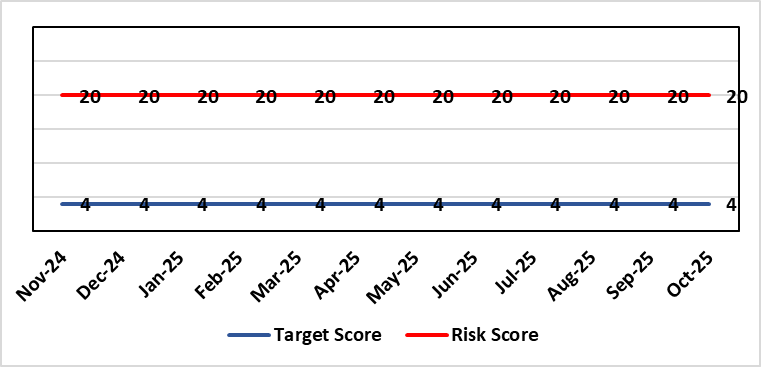 20 20 20 20 20 20 20 20 20 20 20 20
4 4 4 4 4 4 4 4 4 4 4 4
Nov-24 Dec-24 Jan-25 Feb-25 Mar-25 Apr-25 May-25 Jun-25 Jul-25 Aug-25 Sep-25 Oct-25
Target Score Risk Score